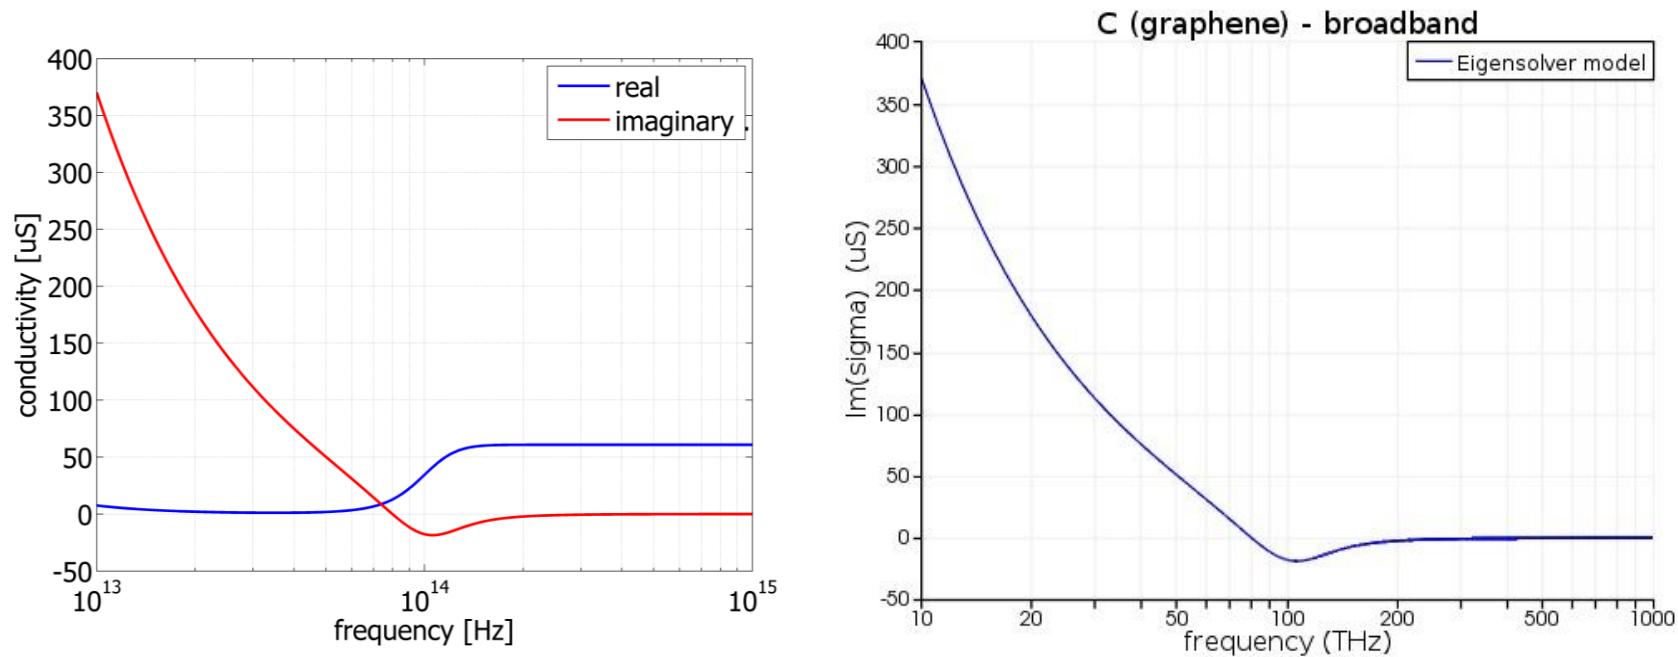 400
350
300
250
200
150
100
50
0
-50
conductivity [uS]
real
imaginary .
10^13
10^14
10^15
frequency [Hz]
C (graphene) - broadband
Eigensolver model
400
350
300
250
200
150
100
50
0
-50
Im(sigma) (uS)
10 20 50 100 200 500 1000
frequency (THz)